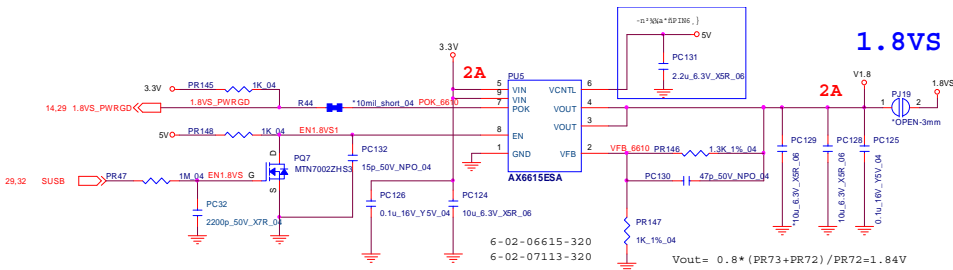 1.8VS
PIN6
5V
PC131
2.2u_6.3V_X5R_06
3.3V
2A
PU5
5 VIN
9 VIN
7 POK
8 EN
1 GND
VCNTL 6
VOUT 4
VOUT 3
VFB 2
AX6615ESA
3.3V
PR145
1K_04
14,29 1.8VS_PWRGD
1.8VS_PWRGD
R44
*10mil_short_04
POK_6610
5V
PR148
1K_04
EN1.8VS1
D
G
S
PQ7
MTN7002ZHS3
PC132
15p_50V_NPO_04
29,32 SUSB
PR47
1M_04
EN1.8VS
PC32
2200p_50V_X7R_04
PC126
0.1u_16V_Y5V_04
PC124
10u_6.3V_X5R_06
VFB_6610
PR146
1.3K_1%_04
PC130
47p_50V_NPO_04
PR147
1K_1%_04
2A
V1.8
PJ19
1 2
1.8VS
*OPEN-3mm
PC129
*10u_6.3V_X5R_06
PC128
10u_6.3V_X5R_06
PC125
0.1u_16V_Y5V_04
6-02-06615-320
6-02-07113-320
Vout= 0.8*(PR73+PR72)/PR72=1.84V